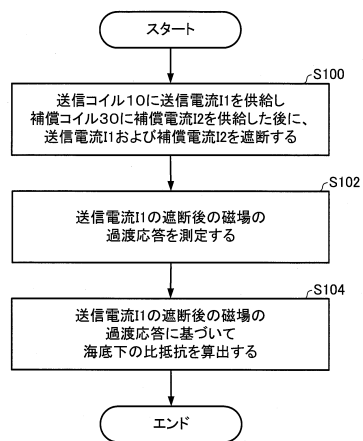 スタート
S100
送信コイル10に送信電流I1を供給し
補償コイル30に補償電流I2を供給した後に、
送信電流I1および補償電流I2を遮断する
S102
送信電流I1の遮断後の磁場の
過渡応答を測定する
S104
送信電流I1の遮断後の磁場の
過渡応答に基づいて
海底下の比抵抗を算出する
エンド